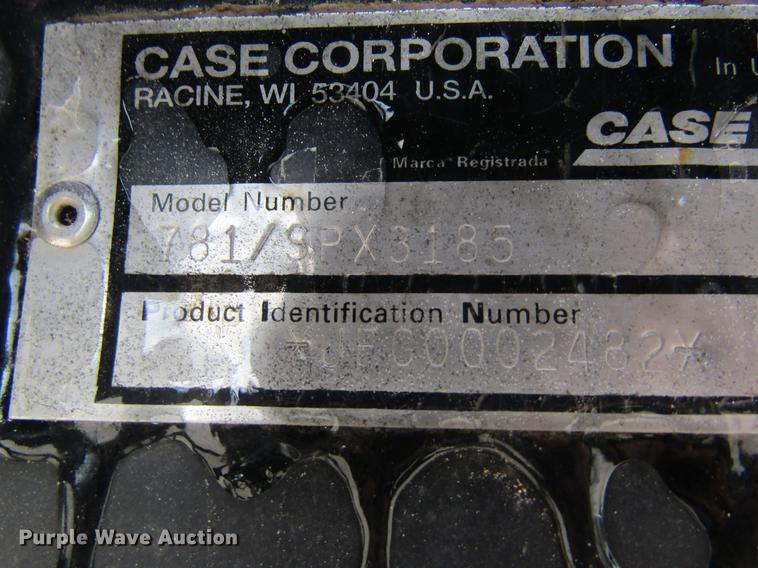 CASE CORPORATION
RACINE, WI 53404 U.S.A.
In
CASE
Marca Registrada
Model Number
781/SPX3185
Product Identification Number
Purple Wave Auction